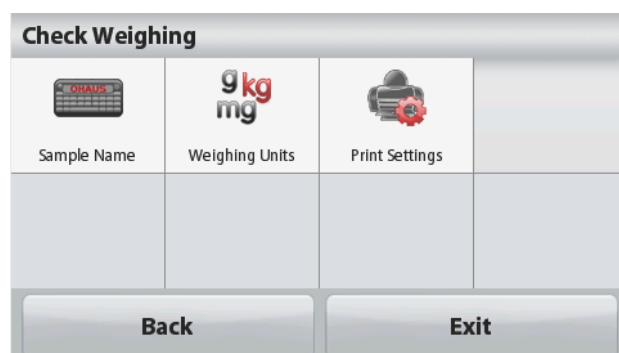 Check Weighing
OHAUS
g kg
mg
Sample Name
Weighing Units
Print Settings
Back
Exit